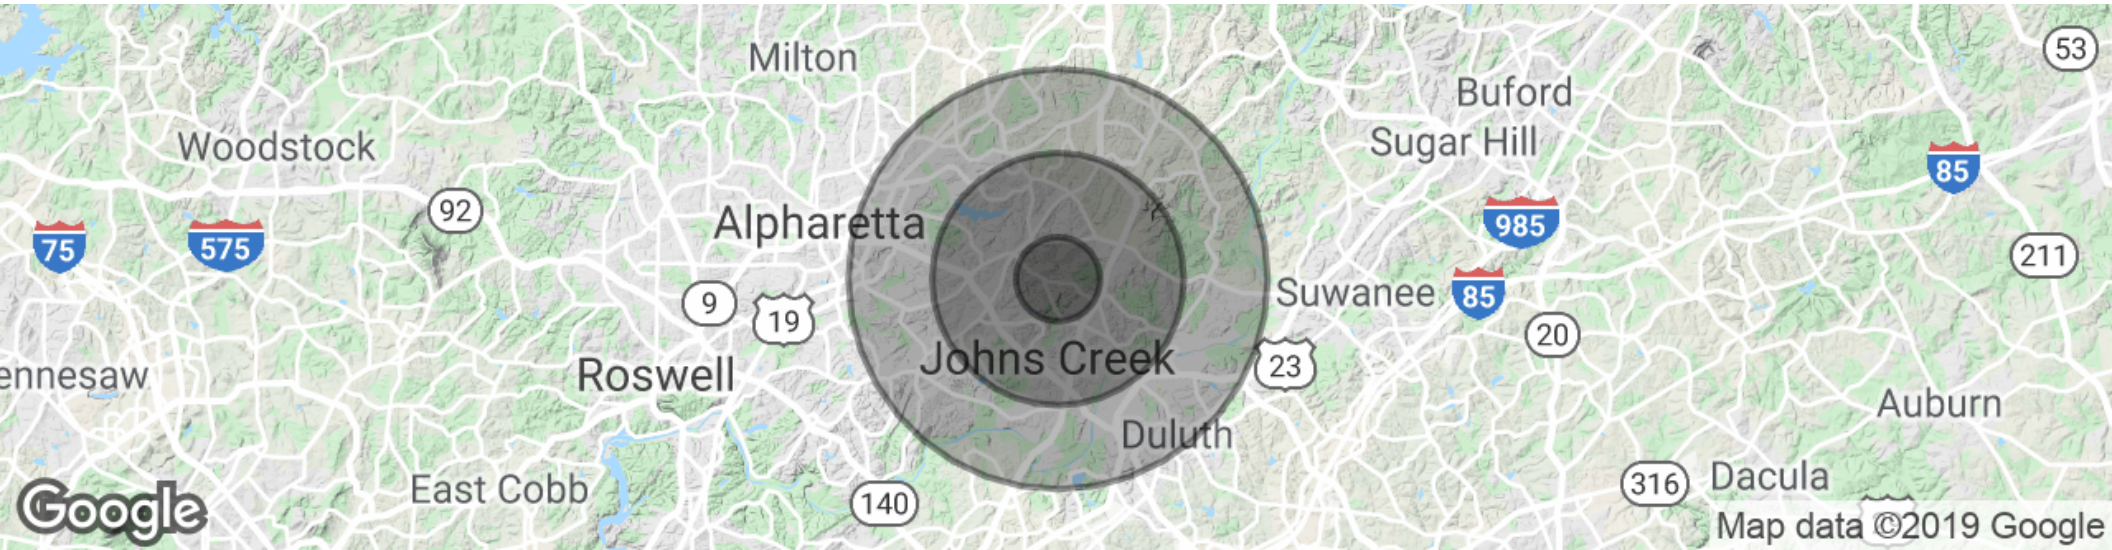 53
Milton
Buford
Woodstock
Sugar Hill
85
92
Alpharetta
985
75
575
211
Suwanee
85
9
19
20
Johns Creek
23
ennesaw
Roswell
Auburn
Duluth
East Cobb
140
316
Dacula
Google
Map data ©2019 Google